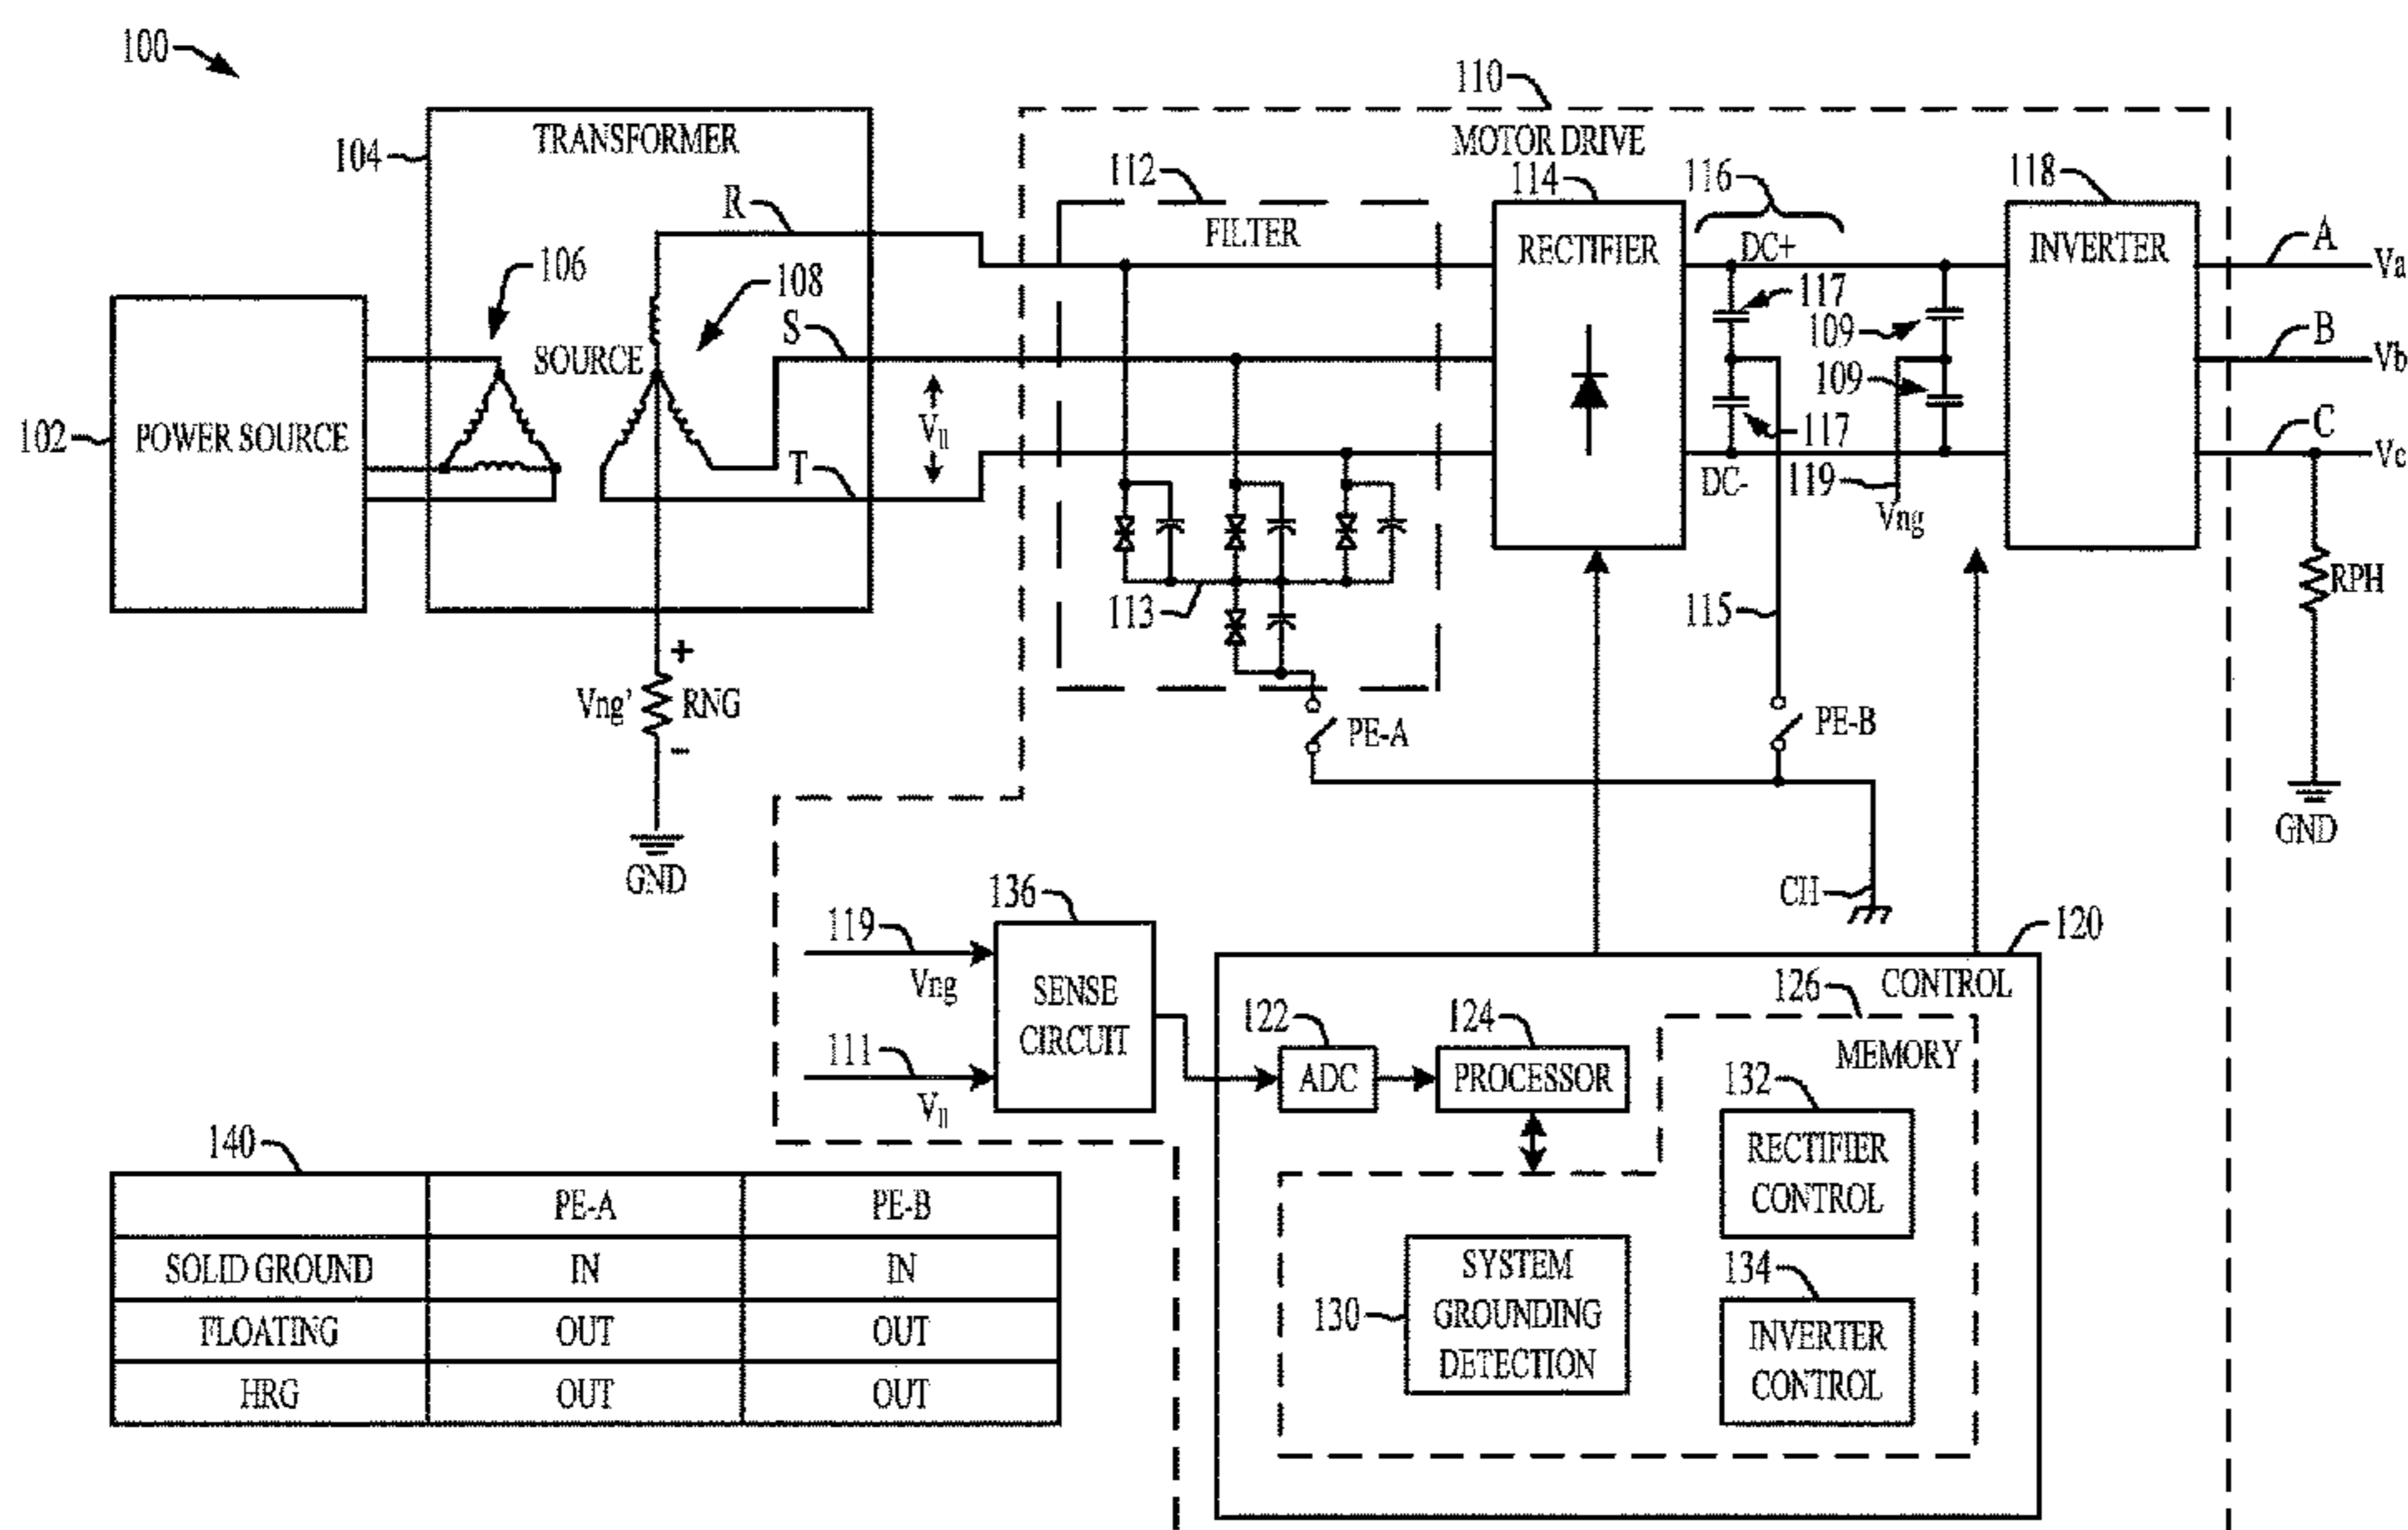 100
110
TRANSFORMER
MOTOR DRIVE
104
112
114
116
118
R
FILTER
RECTIFIER
DC+
INVERTER
A
Va
106
108
117
109
S
SOURCE
B
Vb
102
POWER SOURCE
Vll
109
117
C
Vc
T
DC-
119
Vng
113
115
RPH
+
Vng'
RNG
-
PE-A
PE-B
GND
GND
136
CH
119
120
Vng
SENSE
CIRCUIT
126
CONTROL
122
124
111
ADC
PROCESSOR
MEMORY
Vll
132
140
RECTIFIER
CONTROL
PE-A PE-B
SOLID GROUND IN IN
FLOATING OUT OUT
HRG OUT OUT
130
SYSTEM
GROUNDING
DETECTION
134
INVERTER
CONTROL